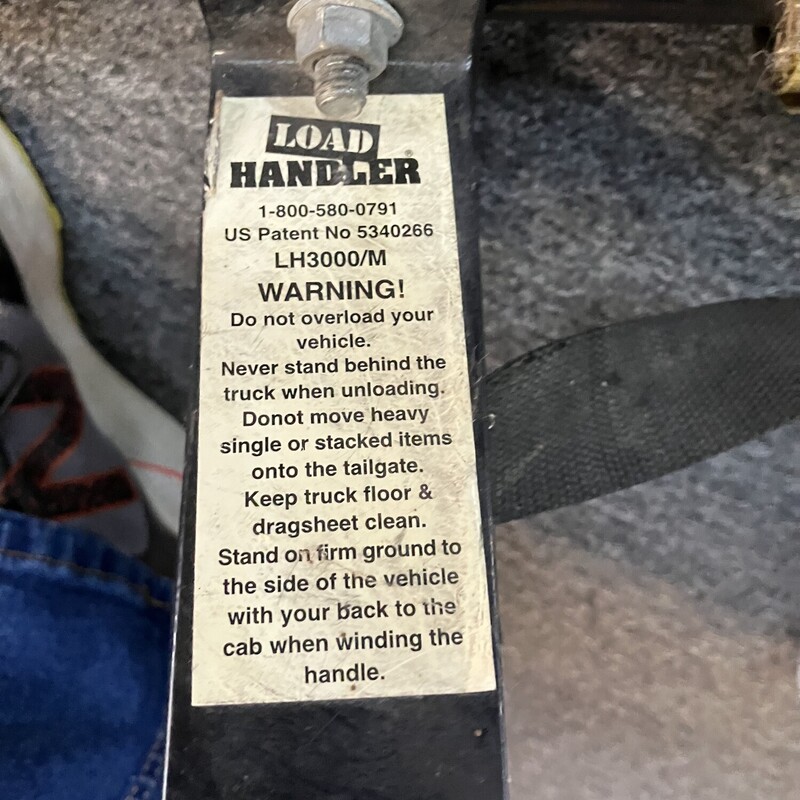 LOAD
HANDLER®
1-800-580-0791
US Patent No 5340266
LH3000/M
WARNING!
Do not overload your
vehicle.
Never stand behind the
truck when unloading.
Donot move heavy
single or stacked items
onto the tailgate.
Keep truck floor &
dragsheet clean.
Stand on firm ground to
the side of the vehicle
with your back to the
cab when winding the
handle.